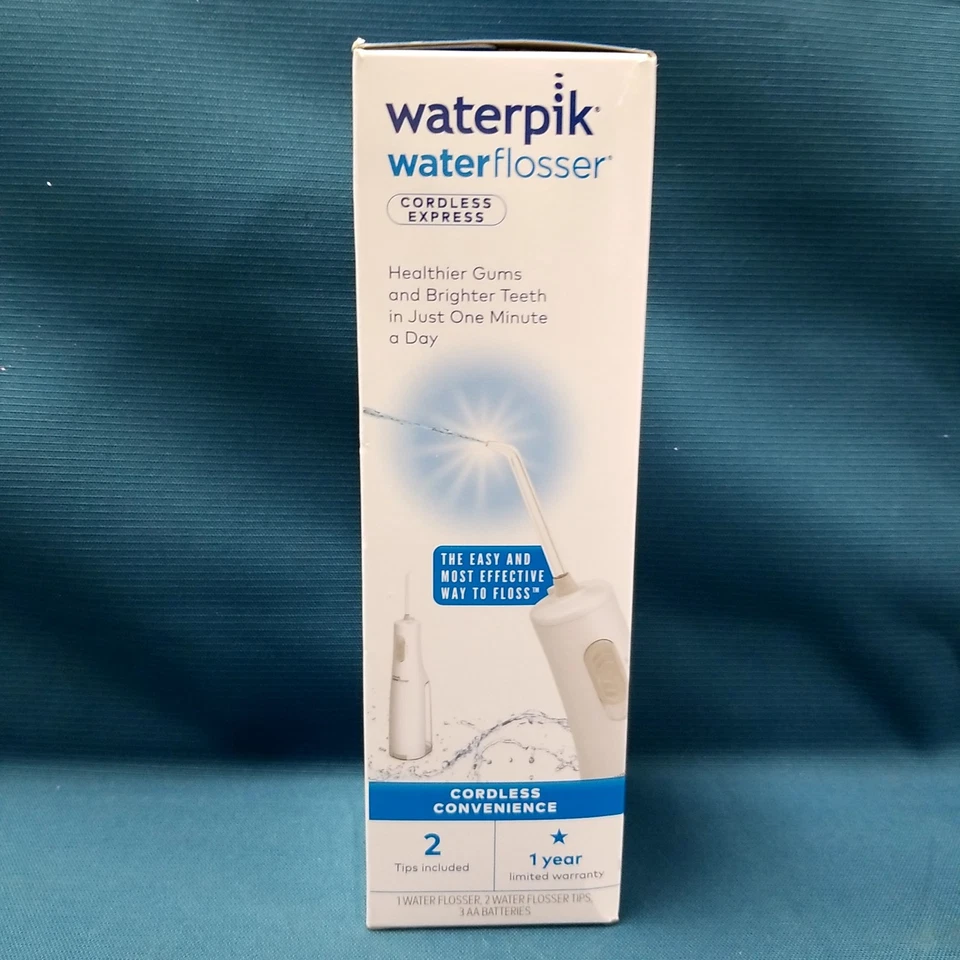 waterpik®
waterflosser®
CORDLESS
EXPRESS
Healthier Gums
and Brighter Teeth
in Just One Minute
a Day
THE EASY AND
MOST EFFECTIVE
WAY TO FLOSS™
CORDLESS
CONVENIENCE
2
Tips included
1 year
limited warranty
1 WATER FLOSSER, 2 WATER FLOSSER TIPS,
3 AA BATTERIES